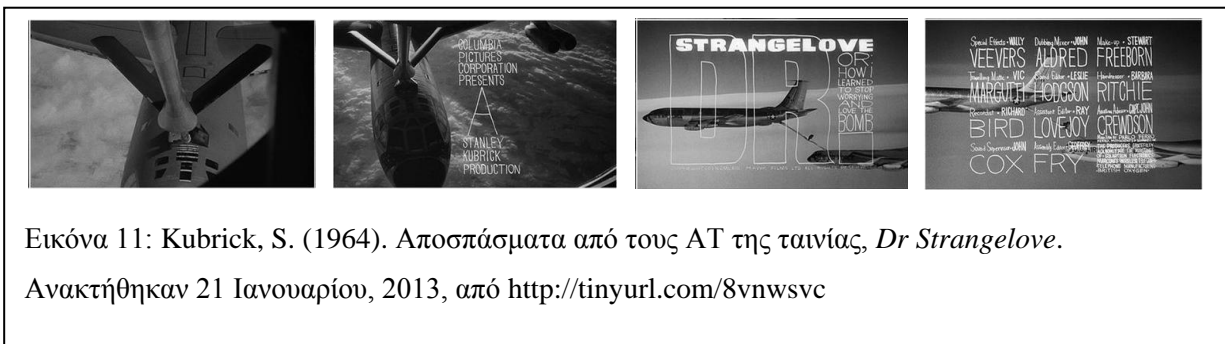 COLUMBIA
PICTURES
CORPORATION
PRESENTS
A
STANLEY
KUBRICK
PRODUCTION
STRANGELOVE
DR.
OR:
HOW I
LEARNED
TO STOP
WORRYING
AND
LOVE THE
BOMB
Special Effects • WALLY
VEEVERS
Travelling Matte • VIC
MARGUTTI
Recordist • RICHARD
BIRD
Sound Supervisor • JOHN
COX
Dubbing Mixer • JOHN
ALDRED
Sound Editor • LESLIE
HODGSON
Assistant Editor • RAY
LOVEJOY
Assembly Editor • GEOFFREY
FRY
Make-up • STEWART
FREEBORN
Hairdresser • BARBARA
RITCHIE
CREWDSON
Εικόνα 11: Kubrick, S. (1964). Αποσπάσματα από τους ΑΤ της ταινίας, Dr Strangelove.
Ανακτήθηκαν 21 Ιανουαρίου, 2013, από http://tinyurl.com/8vnwsvc